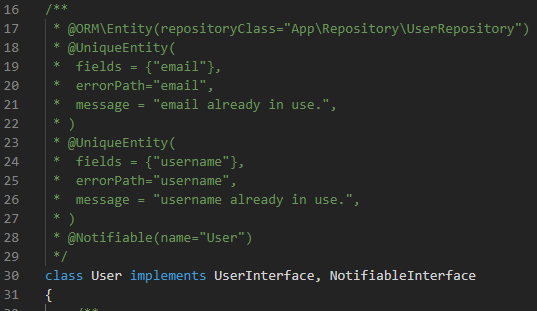 16 /**
17  * @ORM\Entity(repositoryClass="App\Repository\UserRepository")
18  * @UniqueEntity(
19  *  fields = {"email"},
20  *  errorPath="email",
21  *  message = "email already in use.",
22  * )
23  * @UniqueEntity(
24  *  fields = {"username"},
25  *  errorPath="username",
26  *  message = "username already in use.",
27  * )
28  * @Notifiable(name="User")
29  */
30 class User implements UserInterface, NotifiableInterface
31 {
/**